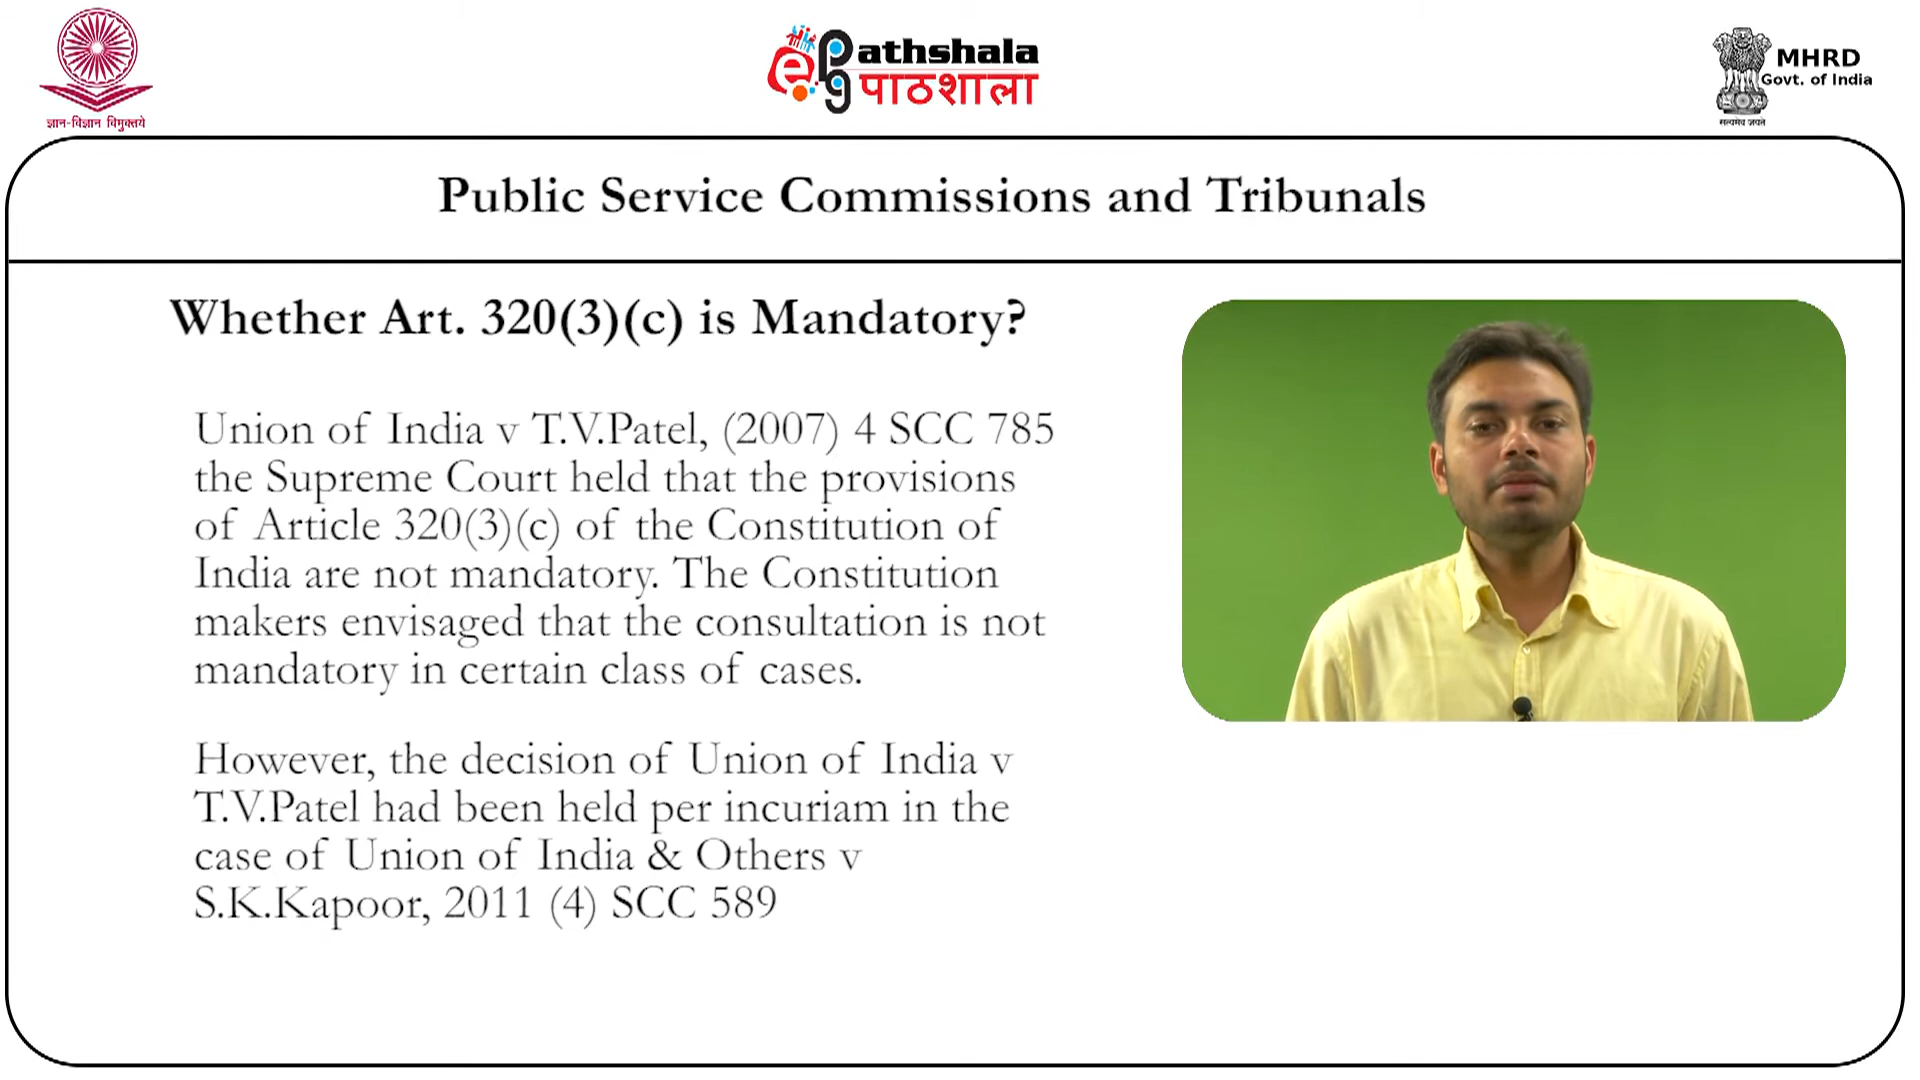 ज्ञान-विज्ञान विमुक्तये
ePathshala
पाठशाला
MHRD
Govt. of India
सत्यमेव जयते
Public Service Commissions and Tribunals
Whether Art. 320(3)(c) is Mandatory?
Union of India v T.V.Patel, (2007) 4 SCC 785
the Supreme Court held that the provisions
of Article 320(3)(c) of the Constitution of
India are not mandatory. The Constitution
makers envisaged that the consultation is not
mandatory in certain class of cases.
However, the decision of Union of India v
T.V.Patel had been held per incuriam in the
case of Union of India & Others v
S.K.Kapoor, 2011 (4) SCC 589